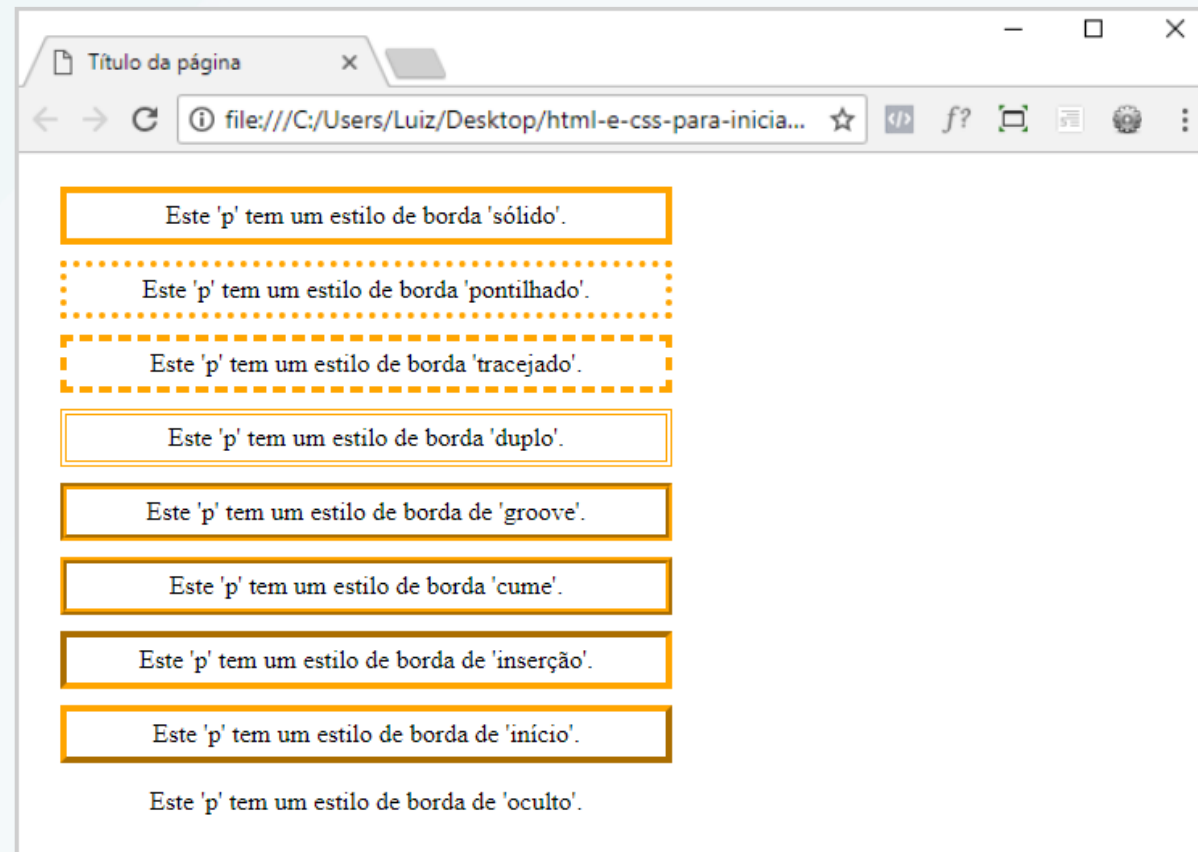 Título da página
file:///C:/Users/Luiz/Desktop/html-e-css-para-inicia...
f?
Este 'p' tem um estilo de borda 'sólido'.
Este 'p' tem um estilo de borda 'pontilhado'.
Este 'p' tem um estilo de borda 'tracejado'.
Este 'p' tem um estilo de borda 'duplo'.
Este 'p' tem um estilo de borda de 'groove'.
Este 'p' tem um estilo de borda 'cume'.
Este 'p' tem um estilo de borda de 'inserção'.
Este 'p' tem um estilo de borda de 'início'.
Este 'p' tem um estilo de borda de 'oculto'.